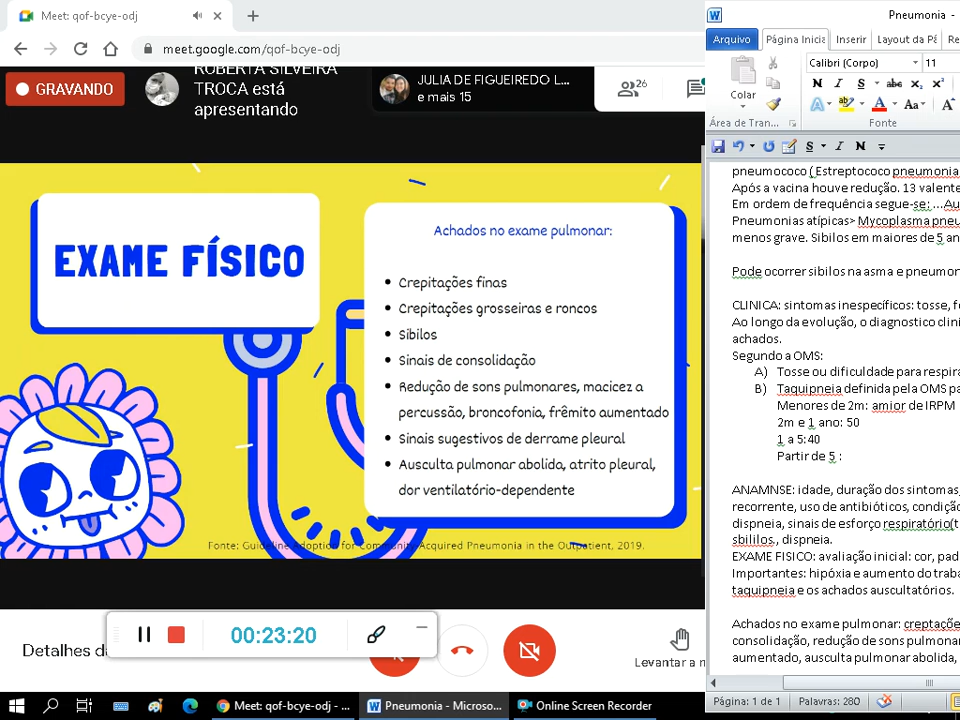 Meet: qof-bcye-odj
meet.google.com/qof-bcye-odj
GRAVANDO
ROBERTA SILVEIRA
TROCA está
apresentando
JULIA DE FIGUEIREDO L...
e mais 15
26
EXAME FÍSICO
Achados no exame pulmonar:
Crepitações finas
Crepitações grosseiras e roncos
Sibilos
Sinais de consolidação
Redução de sons pulmonares, macicez a
percussão, broncofonia, frêmito aumentado
Sinais sugestivos de derrame pleural
Ausculta pulmonar abolida, atrito pleural,
dor ventilatório-dependente
Fonte: Guideline Adoption for Community Acquired Pneumonia in the Outpatient, 2019.
Detalhes da
00:23:20
Levantar a m
Pneumonia -
Arquivo
Página Inicia
Inserir
Layout da Pá
Colar
Calibri (Corpo)
11
N I S abc x₂ x²
A ab A Aa A
Área de Tran...
Fonte
S I N
pneumococo ( Estreptococo pneumonia
Após a vacina houve redução. 13 valente
Em ordem de frequência segue-se: ...Au
Pneumonias atípicas> Mycoplasma pneu
menos grave. Sibilos em maiores de 5 an
Pode ocorrer sibilos na asma e pneumon
CLINICA: sintomas inespecíficos: tosse, fe
Ao longo da evolução, o diagnostico clini
achados.
Segundo a OMS:
A) Tosse ou dificuldade para respira
B) Taquipneia definida pela OMS pa
Menores de 2m: amior de IRPM
2m e 1 ano: 50
1 a 5:40
Partir de 5 :
ANAMNSE: idade, duração dos sintomas,
recorrente, uso de antibióticos, condiçã
dispneia, sinais de esforço respiratório(t
sbililos., dispneia.
EXAME FISICO: avaliação inicial: cor, pad
Importantes: hipóxia e aumento do traba
taquipneia e os achados auscultatórios.
Achados no exame pulmonar: creptaçõe
consolidação, redução de sons pulmonar
aumentado, ausculta pulmonar abolida,
Página: 1 de 1
Palavras: 280
Meet: qof-bcye-odj - ...
Pneumonia - Microso...
Online Screen Recorder